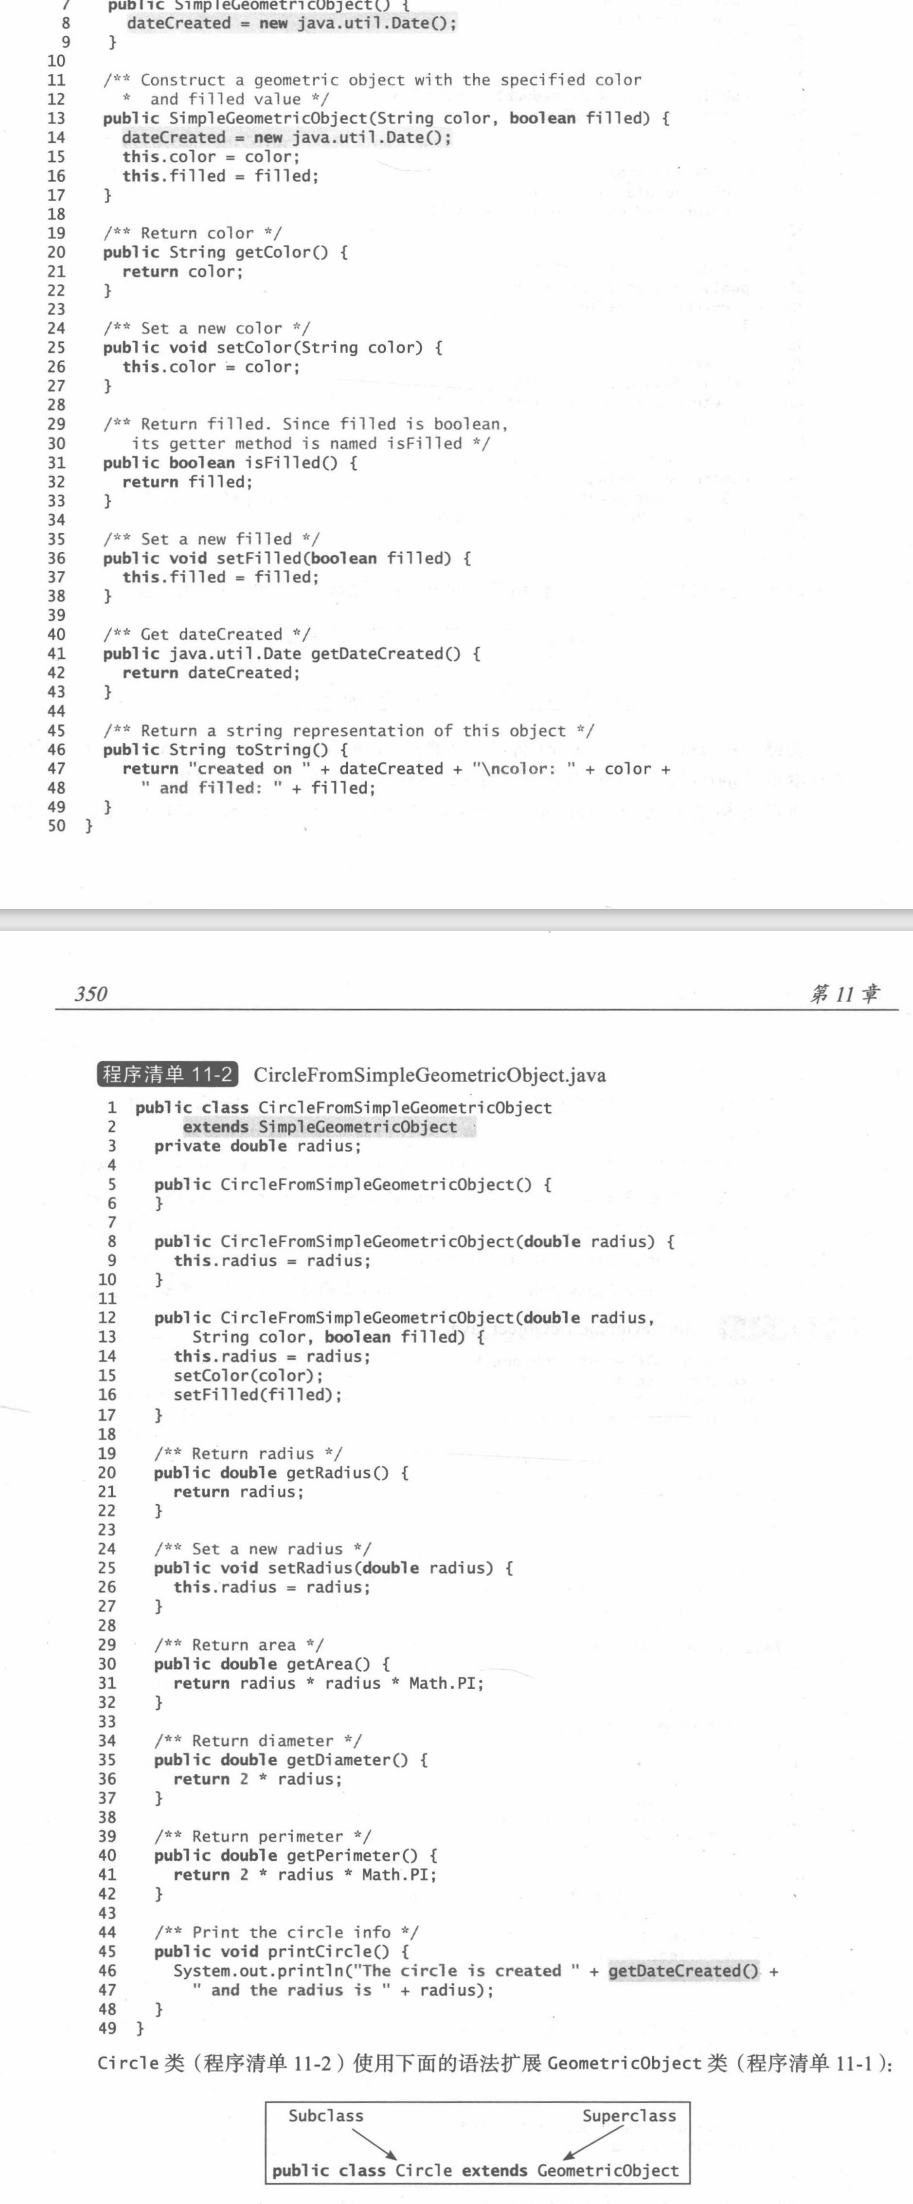 7 public SimpleGeometricObject() {
8 dateCreated = new java.util.Date();
9 }
10
11 /** Construct a geometric object with the specified color
12 * and filled value */
13 public SimpleGeometricObject(String color, boolean filled) {
14 dateCreated = new java.util.Date();
15 this.color = color;
16 this.filled = filled;
17 }
18
19 /** Return color */
20 public String getColor() {
21 return color;
22 }
23
24 /** Set a new color */
25 public void setColor(String color) {
26 this.color = color;
27 }
28
29 /** Return filled. Since filled is boolean,
30 its getter method is named isFilled */
31 public boolean isFilled() {
32 return filled;
33 }
34
35 /** Set a new filled */
36 public void setFilled(boolean filled) {
37 this.filled = filled;
38 }
39
40 /** Get dateCreated */
41 public java.util.Date getDateCreated() {
42 return dateCreated;
43 }
44
45 /** Return a string representation of this object */
46 public String toString() {
47 return "created on " + dateCreated + "\ncolor: " + color +
48 " and filled: " + filled;
49 }
50 }
350 第 11 章
程序清单 11-2 CircleFromSimpleGeometricObject.java
1 public class CircleFromSimpleGeometricObject
2 extends SimpleGeometricObject
3 private double radius;
4
5 public CircleFromSimpleGeometricObject() {
6 }
7
8 public CircleFromSimpleGeometricObject(double radius) {
9 this.radius = radius;
10 }
11
12 public CircleFromSimpleGeometricObject(double radius,
13 String color, boolean filled) {
14 this.radius = radius;
15 setColor(color);
16 setFilled(filled);
17 }
18
19 /** Return radius */
20 public double getRadius() {
21 return radius;
22 }
23
24 /** Set a new radius */
25 public void setRadius(double radius) {
26 this.radius = radius;
27 }
28
29 /** Return area */
30 public double getArea() {
31 return radius * radius * Math.PI;
32 }
33
34 /** Return diameter */
35 public double getDiameter() {
36 return 2 * radius;
37 }
38
39 /** Return perimeter */
40 public double getPerimeter() {
41 return 2 * radius * Math.PI;
42 }
43
44 /** Print the circle info */
45 public void printCircle() {
46 System.out.println("The circle is created " + getDateCreated() +
47 " and the radius is " + radius);
48 }
49 }
Circle 类（程序清单 11-2）使用下面的语法扩展 GeometricObject 类（程序清单 11-1）：
Subclass Superclass
public class Circle extends GeometricObject